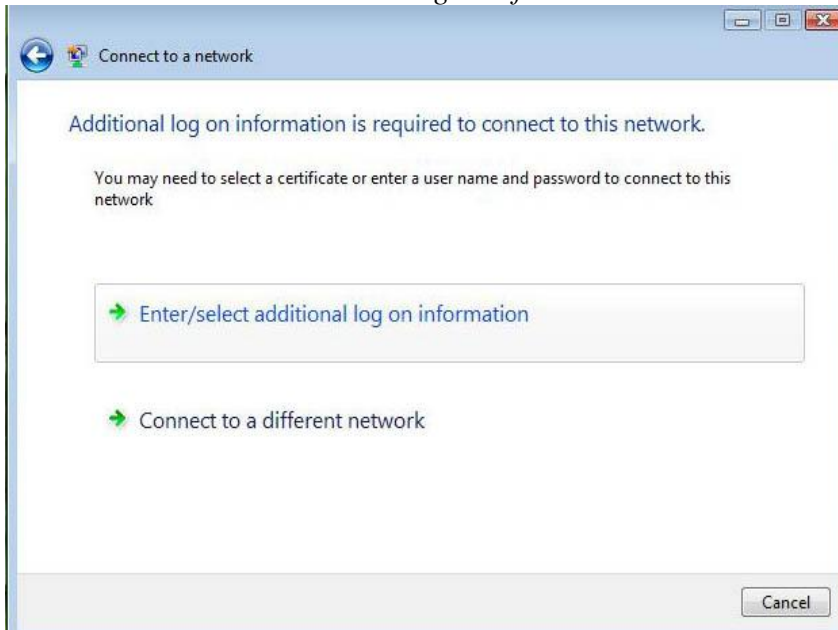 Connect to a network
Additional log on information is required to connect to this network.
You may need to select a certificate or enter a user name and password to connect to this
network
Enter/select additional log on information
Connect to a different network
Cancel